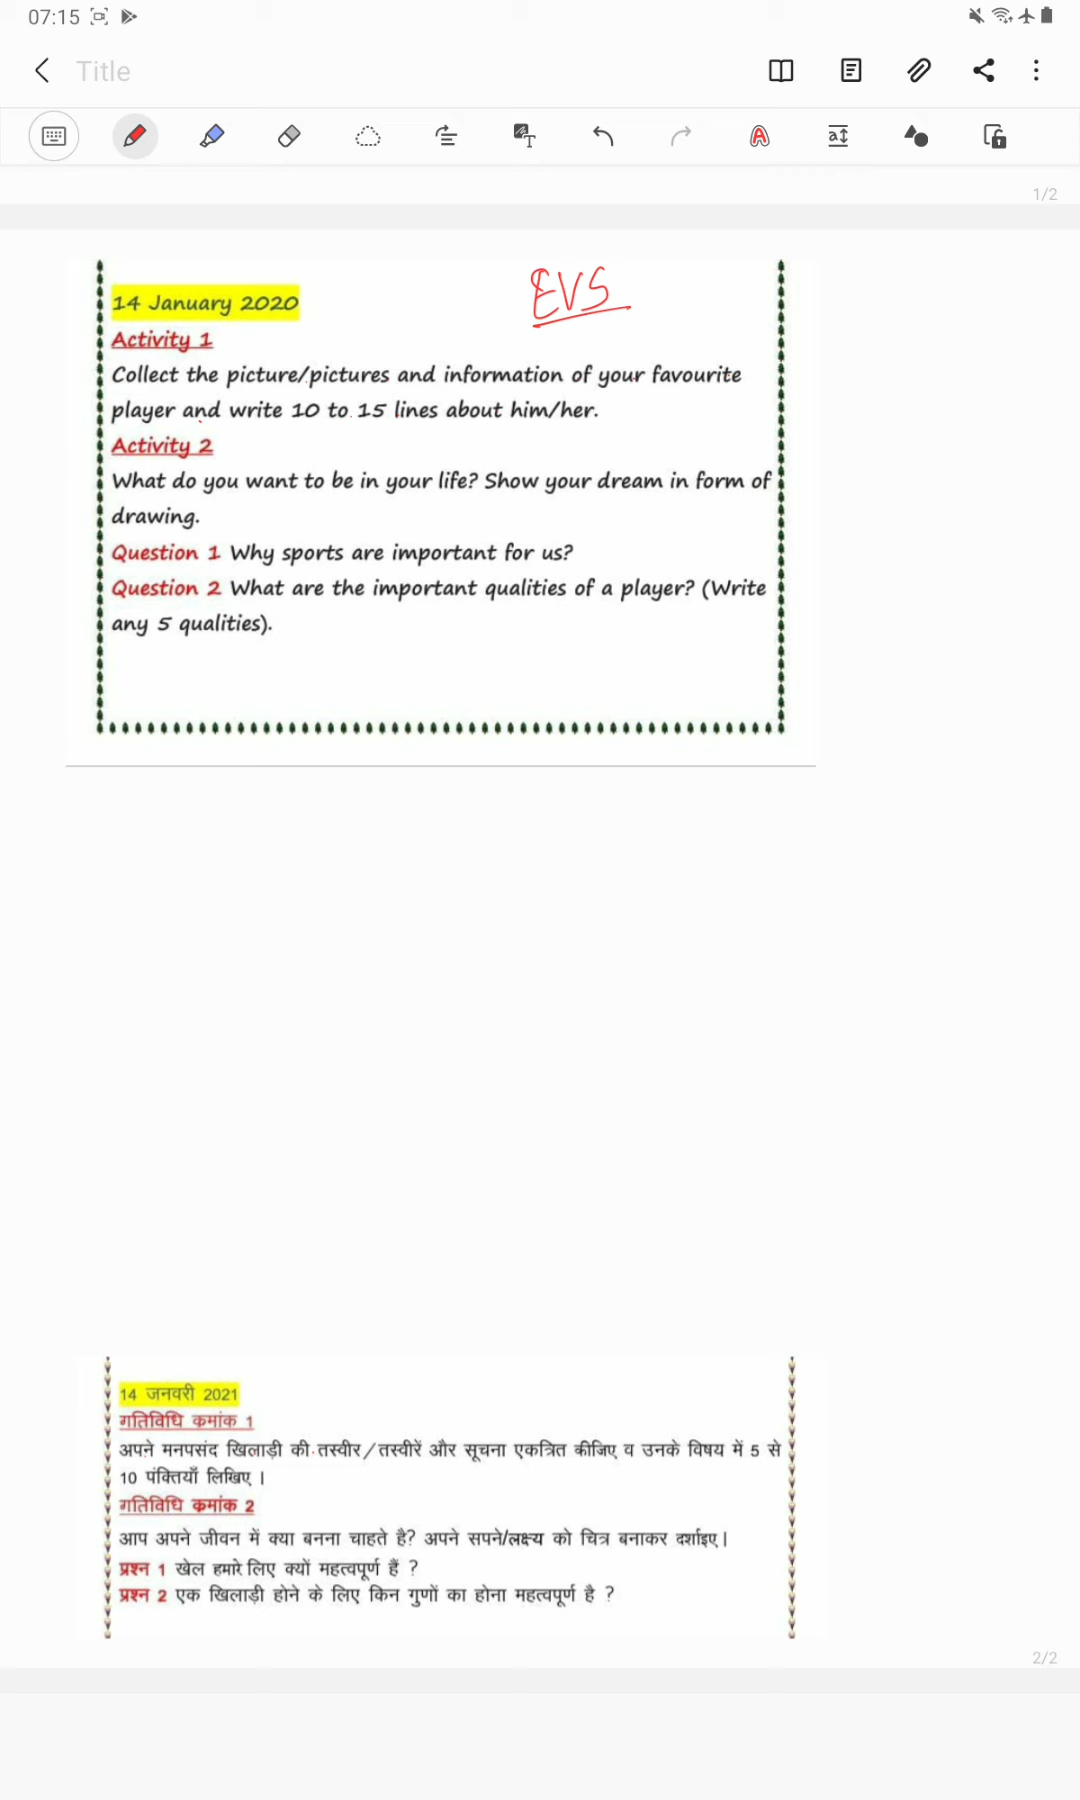 07:15
Title
1/2
EVS
14 January 2020
Activity 1
Collect the picture/pictures and information of your favourite
player and write 10 to 15 lines about him/her.
Activity 2
What do you want to be in your life? Show your dream in form of
drawing.
Question 1 Why sports are important for us?
Question 2 What are the important qualities of a player? (Write
any 5 qualities).
14 जनवरी 2021
गतिविधि कमांक 1
अपने मनपसंद खिलाड़ी की तस्वीर/तस्वीरें और सूचना एकत्रित कीजिए व उनके विषय में 5 से
10 पंक्तियाँ लिखिए ।
गतिविधि कमांक 2
आप अपने जीवन में क्या बनना चाहते है? अपने सपने/लक्ष्य को चित्र बनाकर दर्शाइए।
प्रश्न 1 खेल हमारे लिए क्यों महत्वपूर्ण हैं ?
प्रश्न 2 एक खिलाड़ी होने के लिए किन गुणों का होना महत्वपूर्ण है ?
2/2